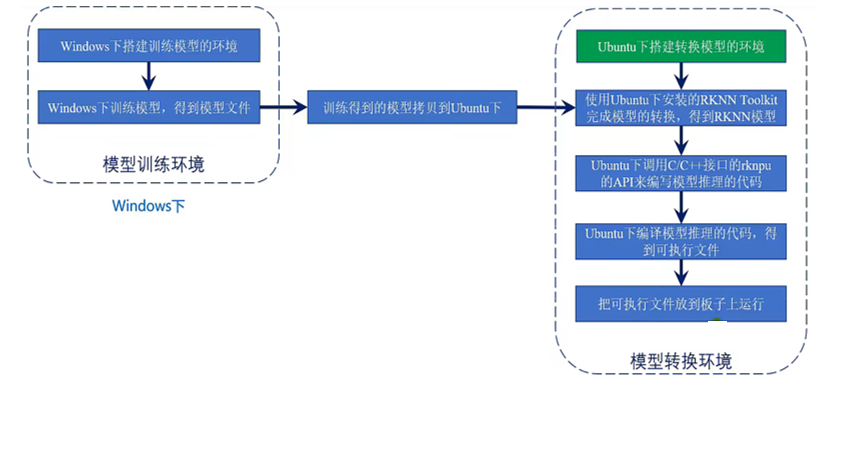 Windows下搭建训练模型的环境
Windows下训练模型，得到模型文件
模型训练环境
Windows下
训练得到的模型拷贝到Ubuntu下
Ubuntu下搭建转换模型的环境
使用Ubuntu下安装的RKNN Toolkit
完成模型的转换，得到RKNN模型
Ubuntu下调用C/C++接口的rknpu
的API来编写模型推理的代码
Ubuntu下编译模型推理的代码，得
到可执行文件
把可执行文件放到板子上运行
模型转换环境